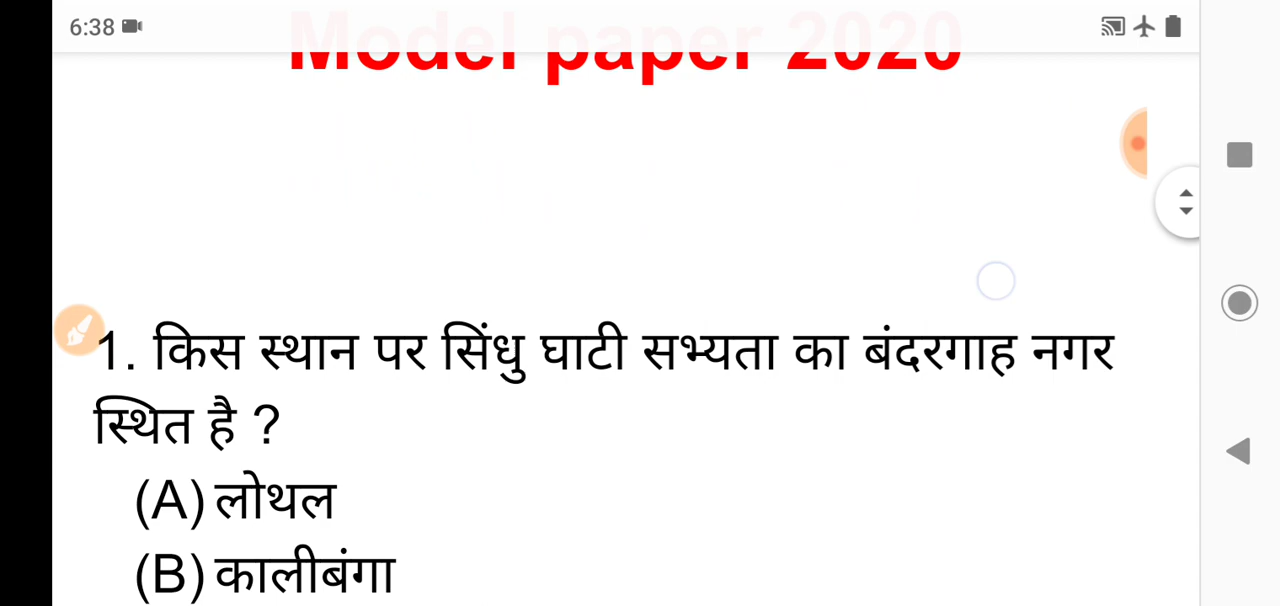 6:38
Model paper 2020
1. किस स्थान पर सिंधु घाटी सभ्यता का बंदरगाह नगर
स्थित है ?
(A) लोथल
(B) कालीबंगा